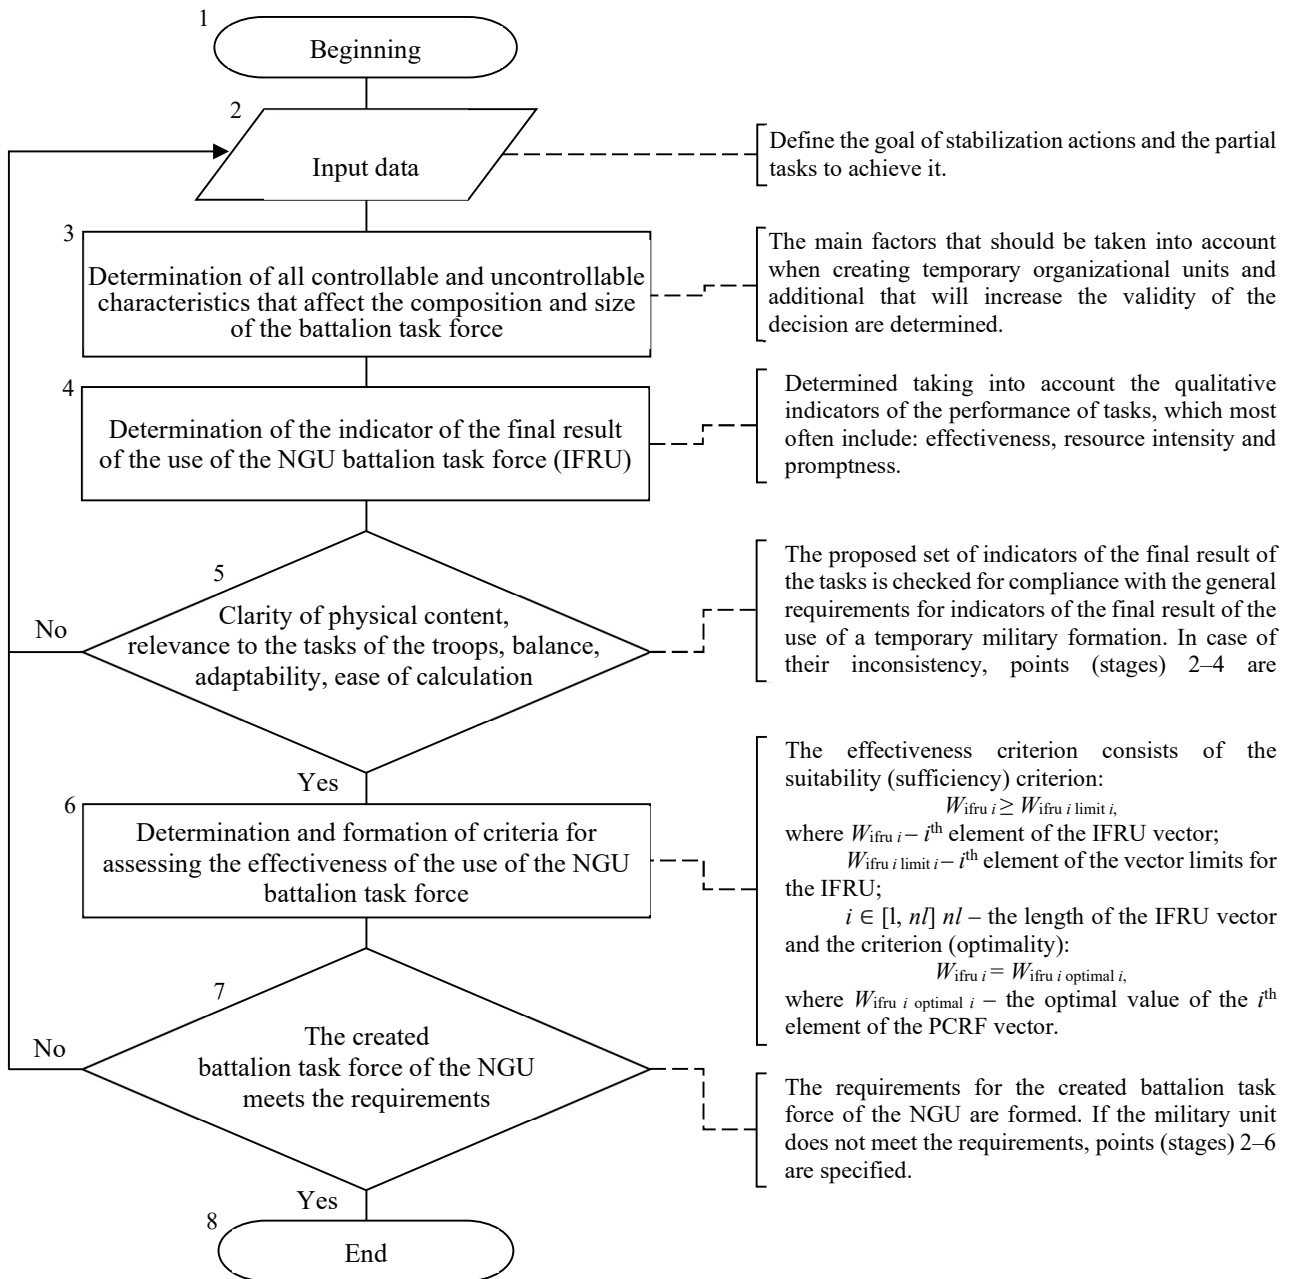 1
Beginning
2
Input data
Define the goal of stabilization actions and the partial
tasks to achieve it.
3
Determination of all controllable and uncontrollable
characteristics that affect the composition and size
of the battalion task force
The main factors that should be taken into account
when creating temporary organizational units and
additional that will increase the validity of the
decision are determined.
4
Determination of the indicator of the final result
of the use of the NGU battalion task force (IFRU)
Determined taking into account the qualitative
indicators of the performance of tasks, which most
often include: effectiveness, resource intensity and
promptness.
5
Clarity of physical content,
relevance to the tasks of the troops, balance,
adaptability, ease of calculation
No
Yes
The proposed set of indicators of the final result of
the tasks is checked for compliance with the general
requirements for indicators of the final result of the
use of a temporary military formation. In case of
their inconsistency, points (stages) 2–4 are
6
Determination and formation of criteria for
assessing the effectiveness of the use of the NGU
battalion task force
The effectiveness criterion consists of the
suitability (sufficiency) criterion:
W ifru i ≥ W ifru i limit i,
where W ifru i – i th element of the IFRU vector;
W ifru i limit i – i th element of the vector limits for
the IFRU;
i ∈ [1, nl] nl – the length of the IFRU vector
and the criterion (optimality):
W ifru i = W ifru i optimal i,
where W ifru i optimal i – the optimal value of the i th
element of the PCRF vector.
7
The created
battalion task force of the NGU
meets the requirements
No
Yes
The requirements for the created battalion task
force of the NGU are formed. If the military unit
does not meet the requirements, points (stages) 2–6
are specified.
8
End